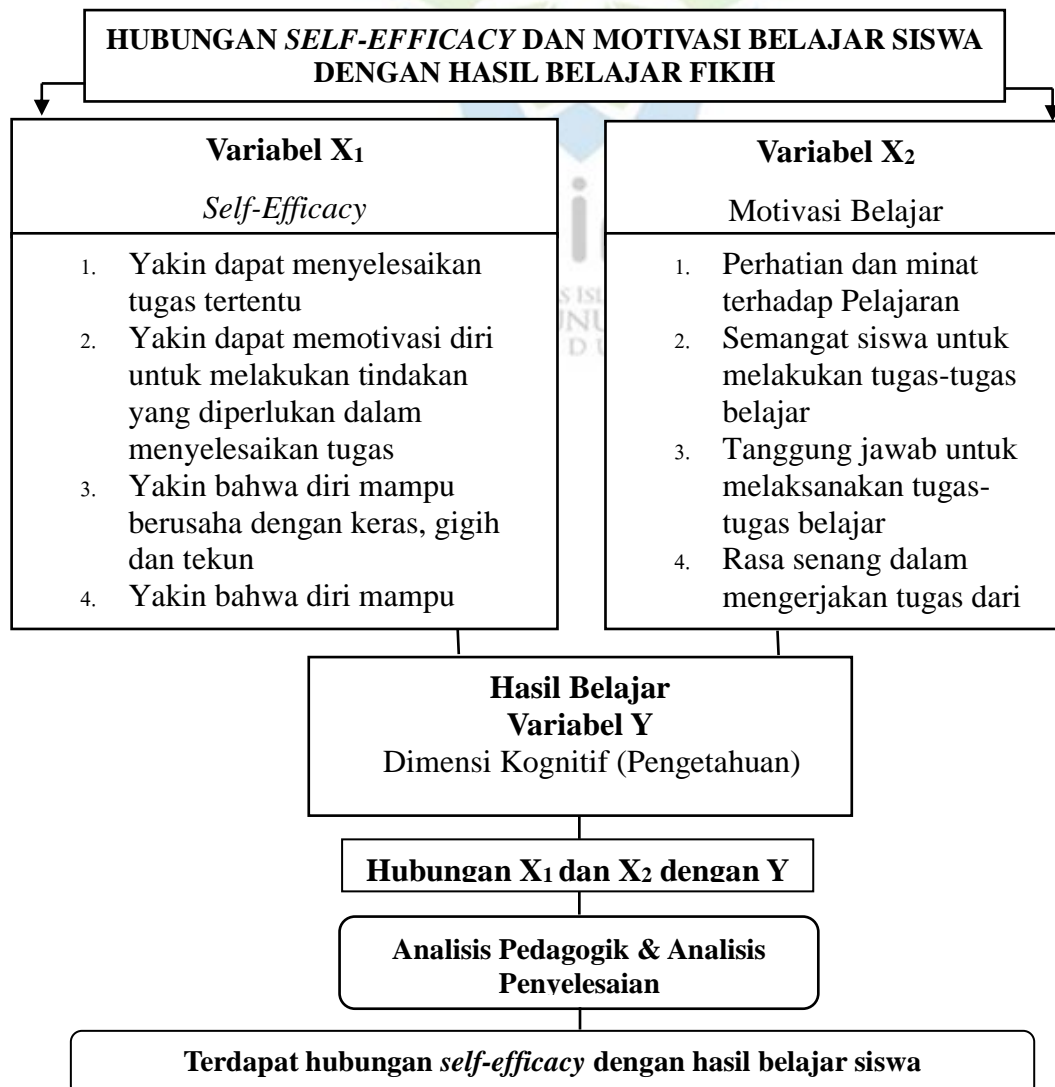 HUBUNGAN SELF-EFFICACY DAN MOTIVASI BELAJAR SISWA
DENGAN HASIL BELAJAR FIKIH
Variabel X1
Self-Efficacy
1. Yakin dapat menyelesaikan
tugas tertentu
2. Yakin dapat memotivasi diri
untuk melakukan tindakan
yang diperlukan dalam
menyelesaikan tugas
3. Yakin bahwa diri mampu
berusaha dengan keras, gigih
dan tekun
4. Yakin bahwa diri mampu
Variabel X2
Motivasi Belajar
1. Perhatian dan minat
terhadap Pelajaran
2. Semangat siswa untuk
melakukan tugas-tugas
belajar
3. Tanggung jawab untuk
melaksanakan tugas-
tugas belajar
4. Rasa senang dalam
mengerjakan tugas dari
Hasil Belajar
Variabel Y
Dimensi Kognitif (Pengetahuan)
Hubungan X1 dan X2 dengan Y
Analisis Pedagogik & Analisis
Penyelesaian
Terdapat hubungan self-efficacy dengan hasil belajar siswa